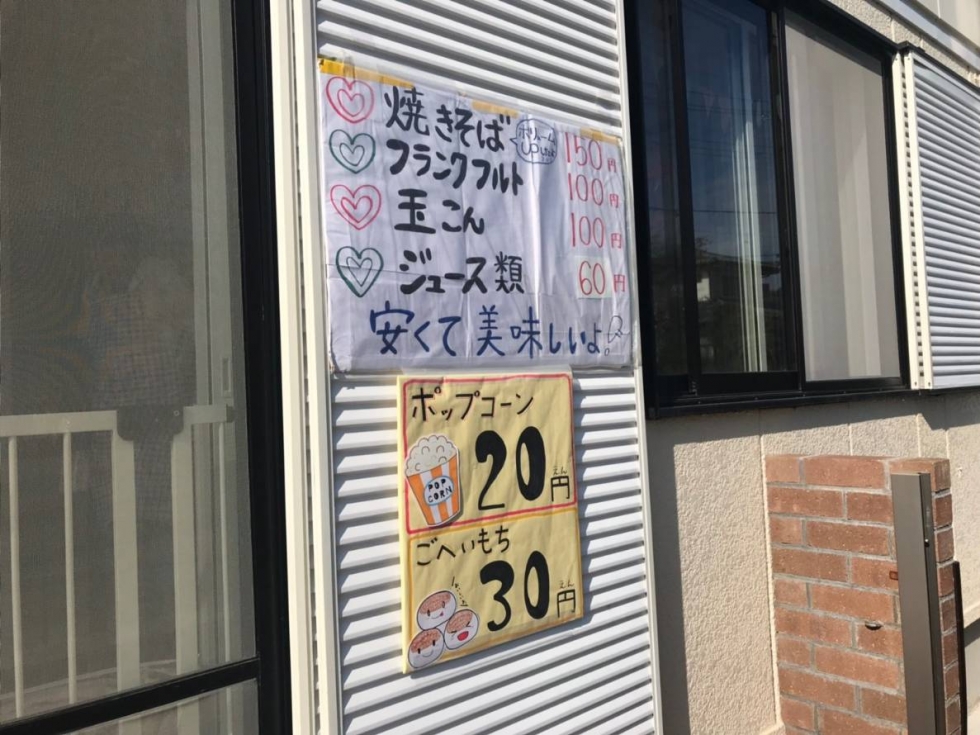 焼きそば ボリュームUPしたよ 150円
フランクフルト 100円
玉こん 100円
ジュース類 60円
安くて美味しいよ。
ポップコーン
POP
CORN
20円
えん
ごへいもち
30円
えん